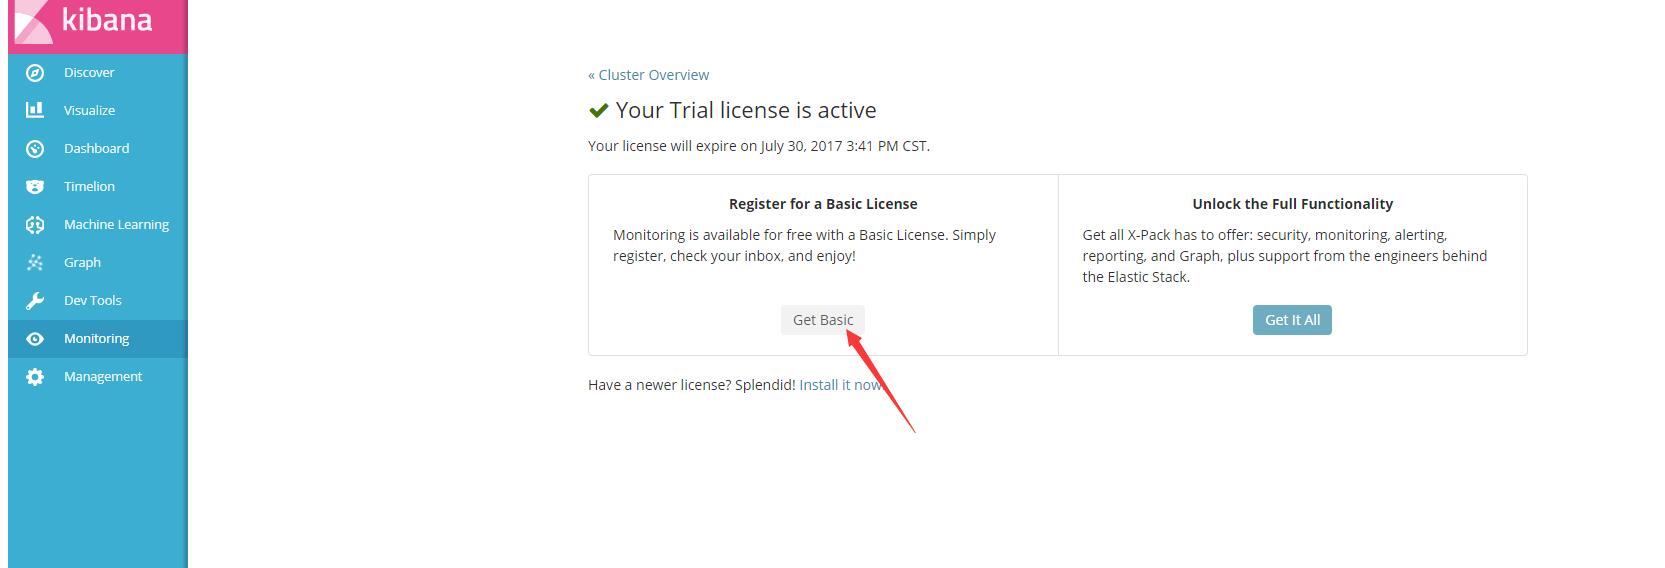 kibana
Discover
Visualize
Dashboard
Timelion
Machine Learning
Graph
Dev Tools
Monitoring
Management
« Cluster Overview
Your Trial license is active
Your license will expire on July 30, 2017 3:41 PM CST.
Register for a Basic License
Monitoring is available for free with a Basic License. Simply
register, check your inbox, and enjoy!
Get Basic
Unlock the Full Functionality
Get all X-Pack has to offer: security, monitoring, alerting,
reporting, and Graph, plus support from the engineers behind
the Elastic Stack.
Get It All
Have a newer license? Splendid! Install it now.